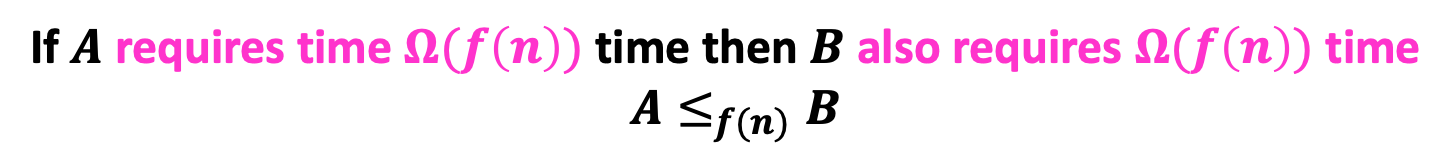 If A requires time Ω(f(n)) time then B also requires Ω(f(n)) time
A ≤f(n) B